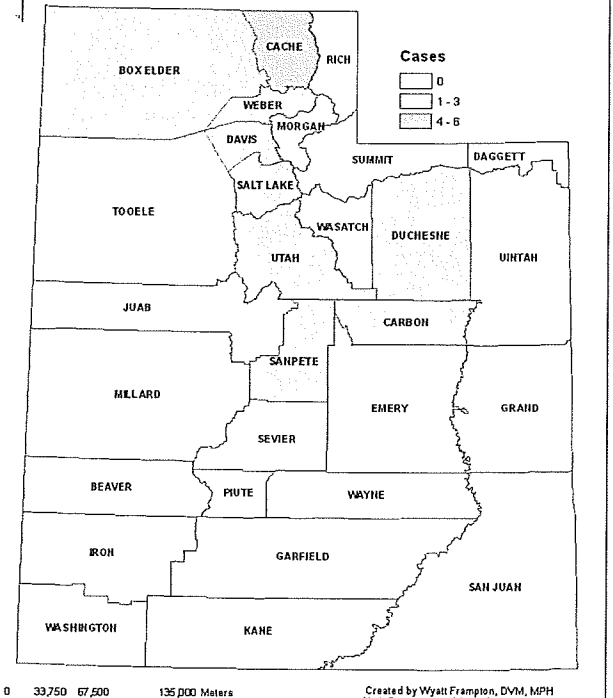 CACHE
RICH
BOX ELDER
Cases
0
1 - 3
4 - 6
WEBER
MORGAN
DAVIS
SUMMIT
DAGGETT
SALT LAKE
TOOELE
WASATCH
DUCHESNE
UTAH
UINTAH
JUAB
CARBON
SANPETE
MILLARD
EMERY
GRAND
SEVIER
BEAVER
PIUTE
WAYNE
IRON
GARFIELD
SAN JUAN
WASHINGTON
KANE
0 33,750 67,500 135,000 Meters
Created by Wyatt Frampton, DVM, MPH